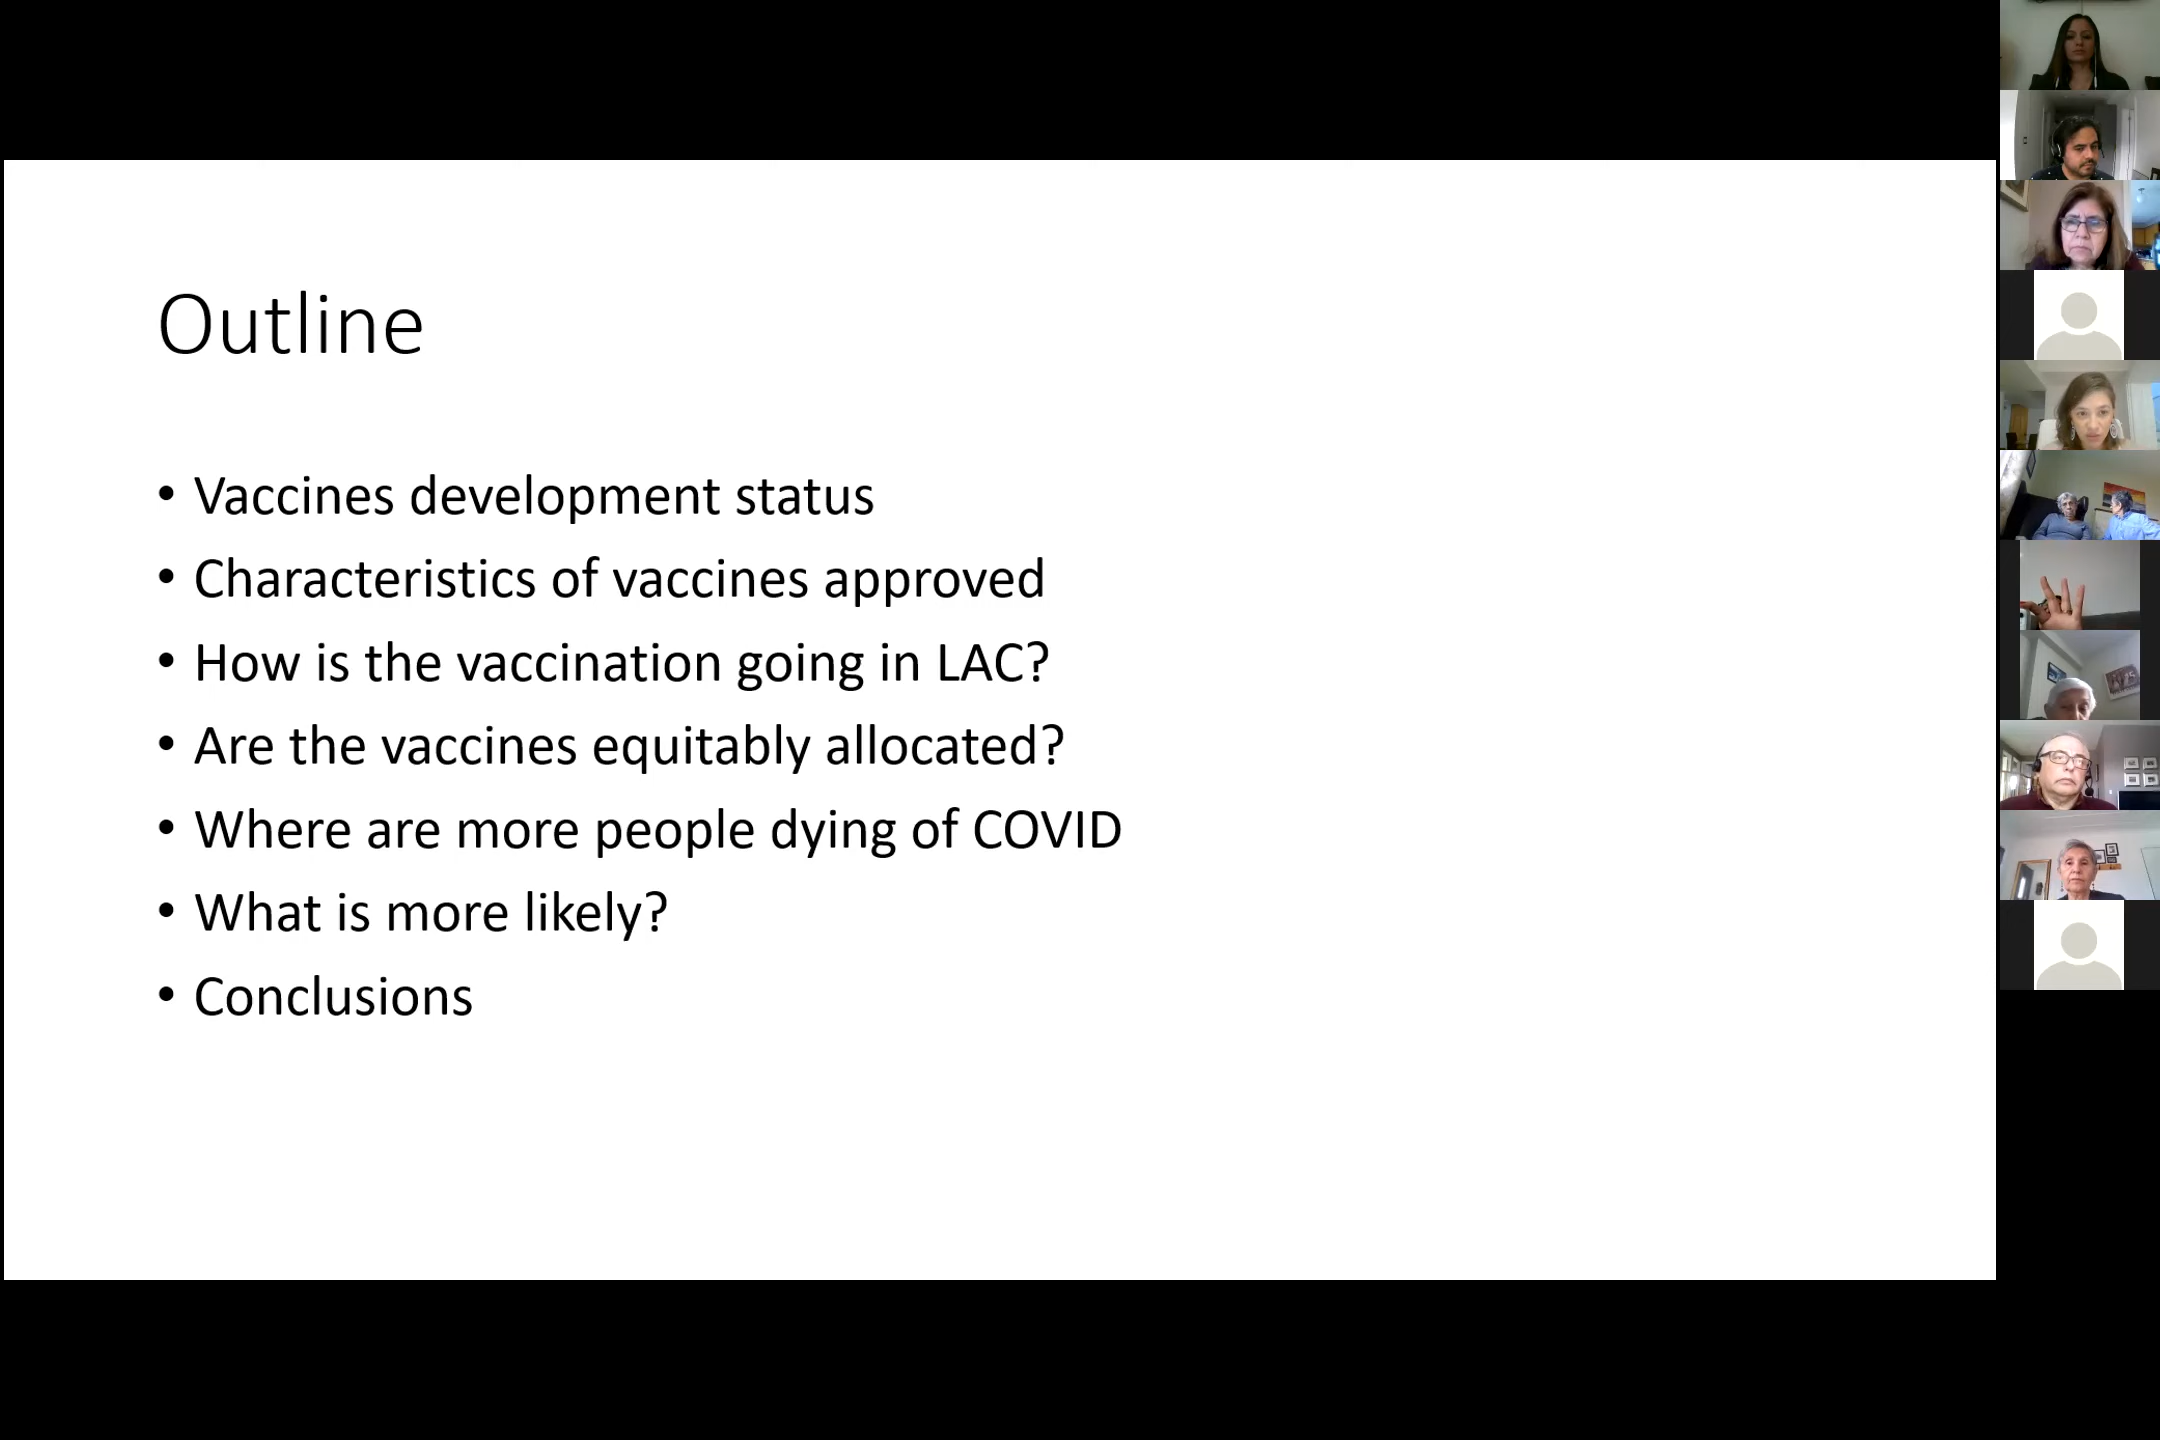 Outline
• Vaccines development status
• Characteristics of vaccines approved
• How is the vaccination going in LAC?
• Are the vaccines equitably allocated?
• Where are more people dying of COVID
• What is more likely?
• Conclusions